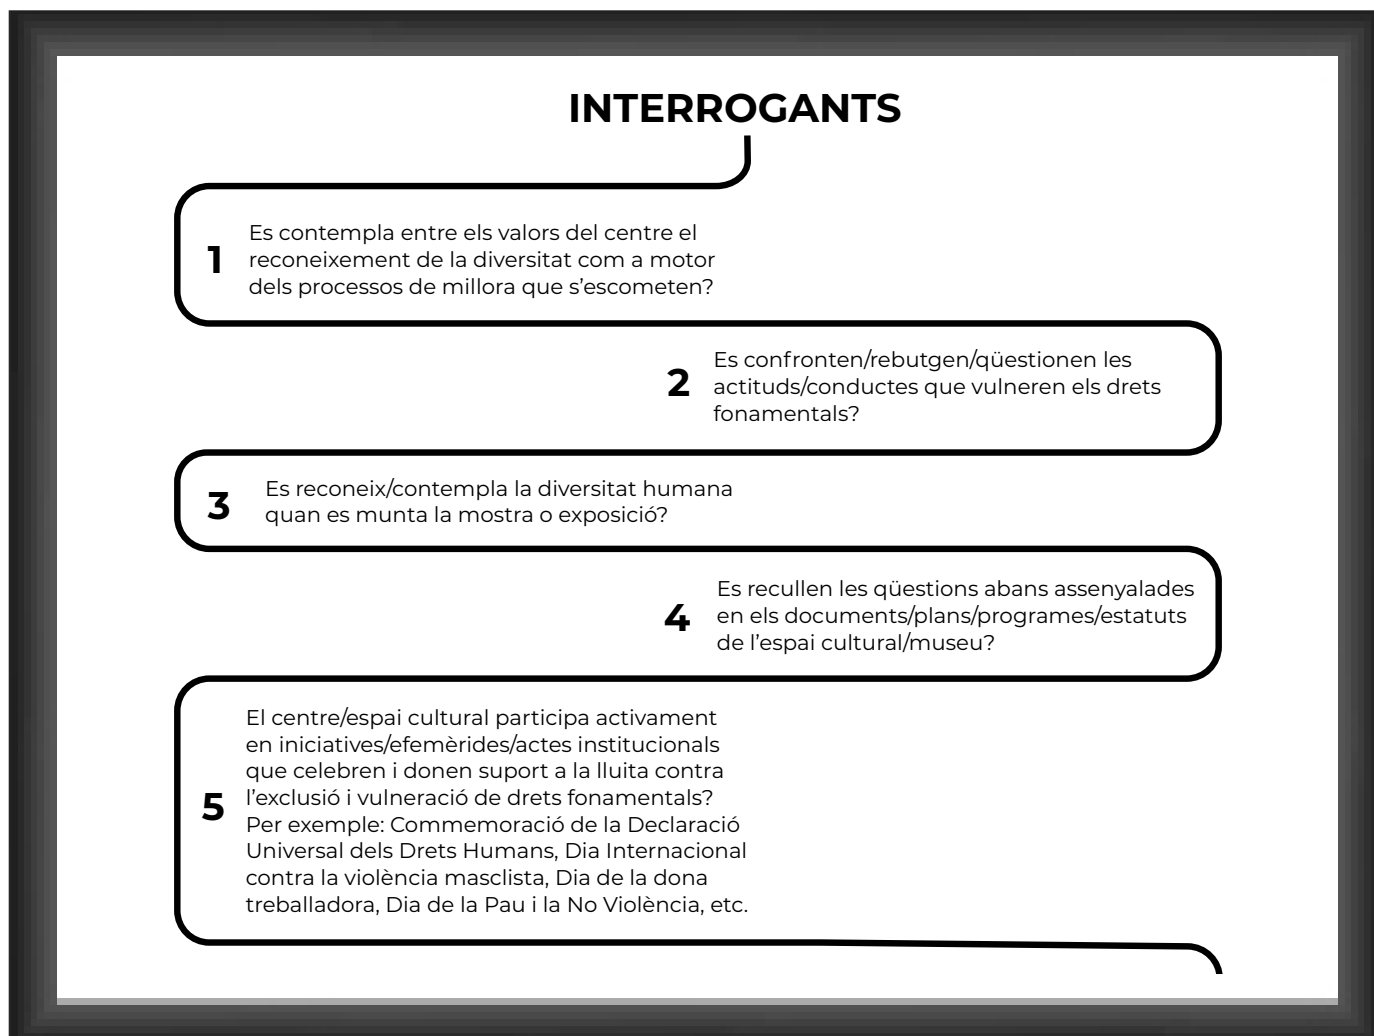 INTERROGANTS
1
Es contempla entre els valors del centre el
reconeixement de la diversitat com a motor
dels processos de millora que s’escometen?
2
Es confronten/rebutgen/qüestionen les
actituds/conductes que vulneren els drets
fonamentals?
3
Es reconeix/contempla la diversitat humana
quan es munta la mostra o exposició?
4
Es recullen les qüestions abans assenyalades
en els documents/plans/programes/estatuts
de l’espai cultural/museu?
5
El centre/espai cultural participa activament
en iniciatives/efemèrides/actes institucionals
que celebren i donen suport a la lluita contra
l’exclusió i vulneració de drets fonamentals?
Per exemple: Commemoració de la Declaració
Universal dels Drets Humans, Dia Internacional
contra la violència masclista, Dia de la dona
treballadora, Dia de la Pau i la No Violència, etc.